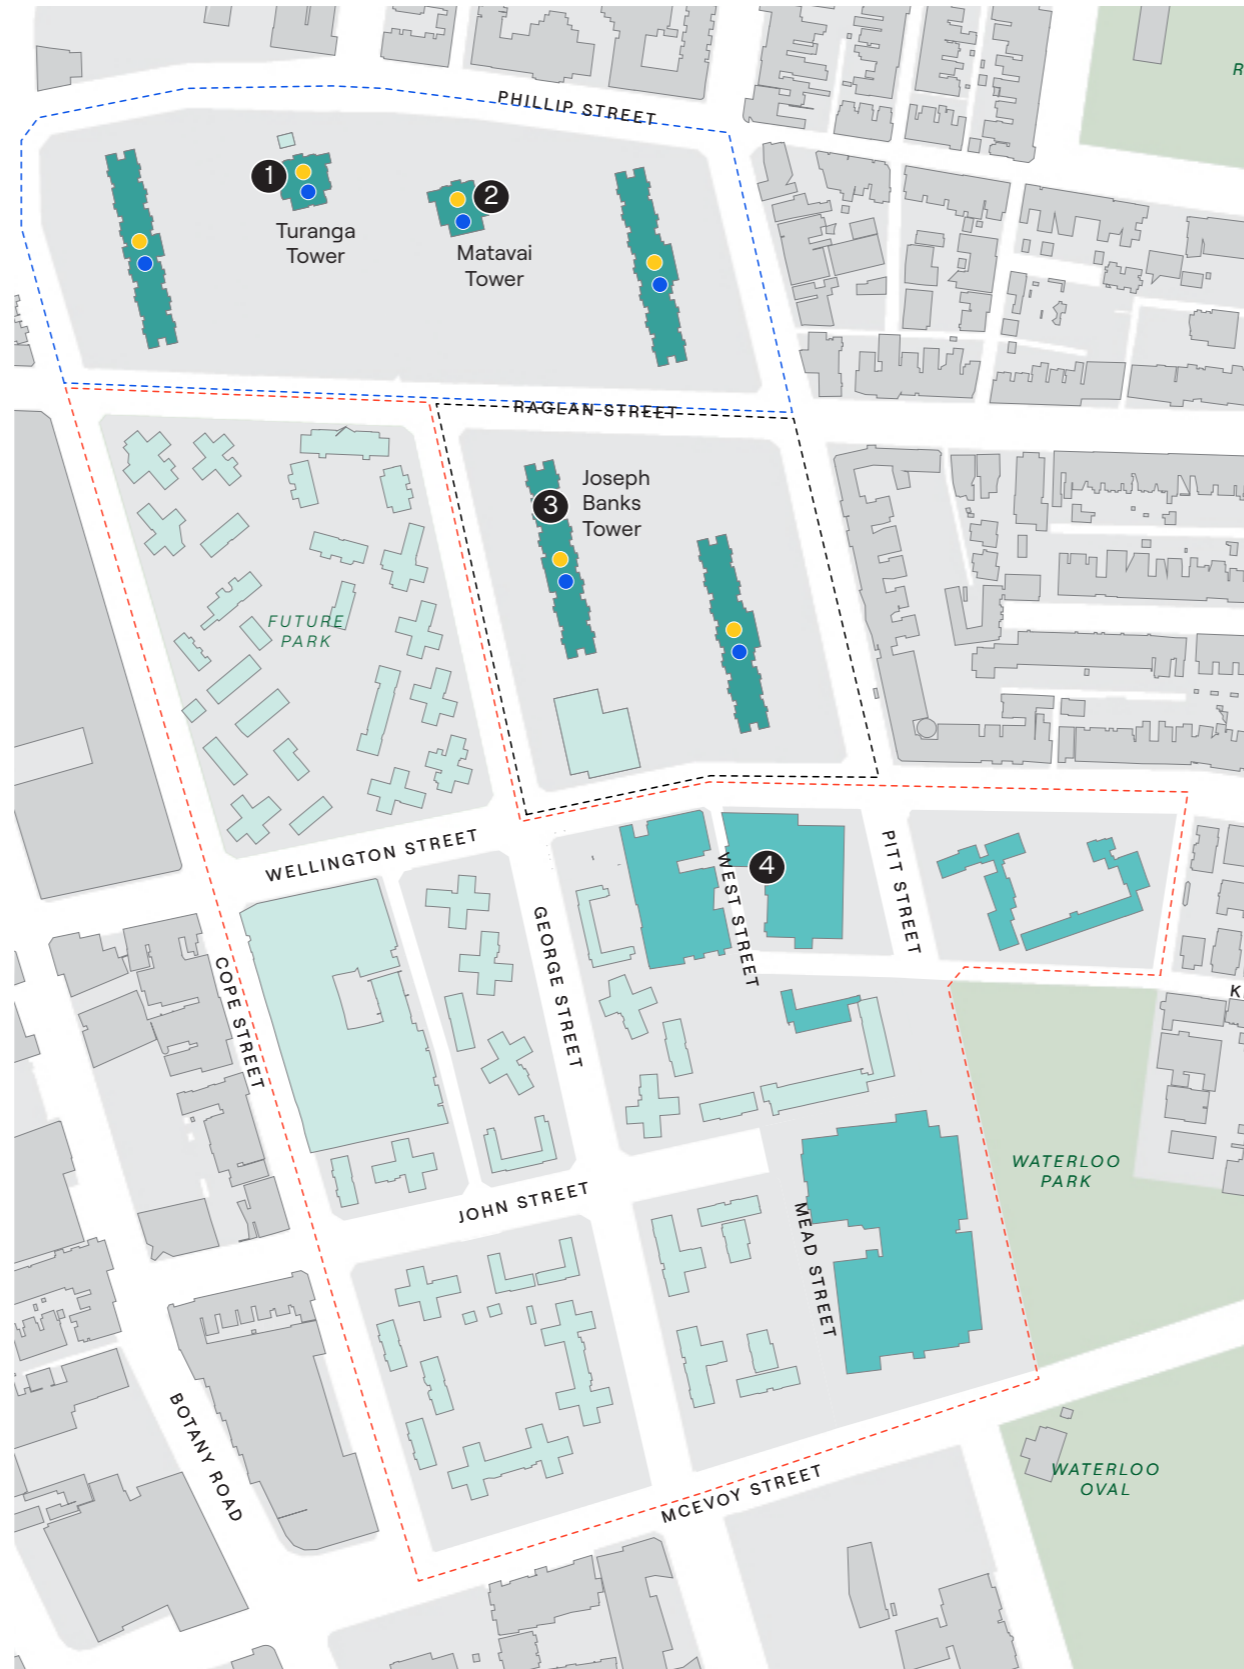 R
PHILLIP STREET
1
2
Turanga
Tower
Matavai
Tower
RAGLAN STREET
Joseph
Banks
Tower
3
FUTURE
PARK
WELLINGTON STREET
4
WEST STREET
PITT STREET
GEORGE STREET
COPE STREET
K
WATERLOO
PARK
JOHN STREET
MEAD STREET
BOTANY ROAD
MCEVOY STREET
WATERLOO
OVAL